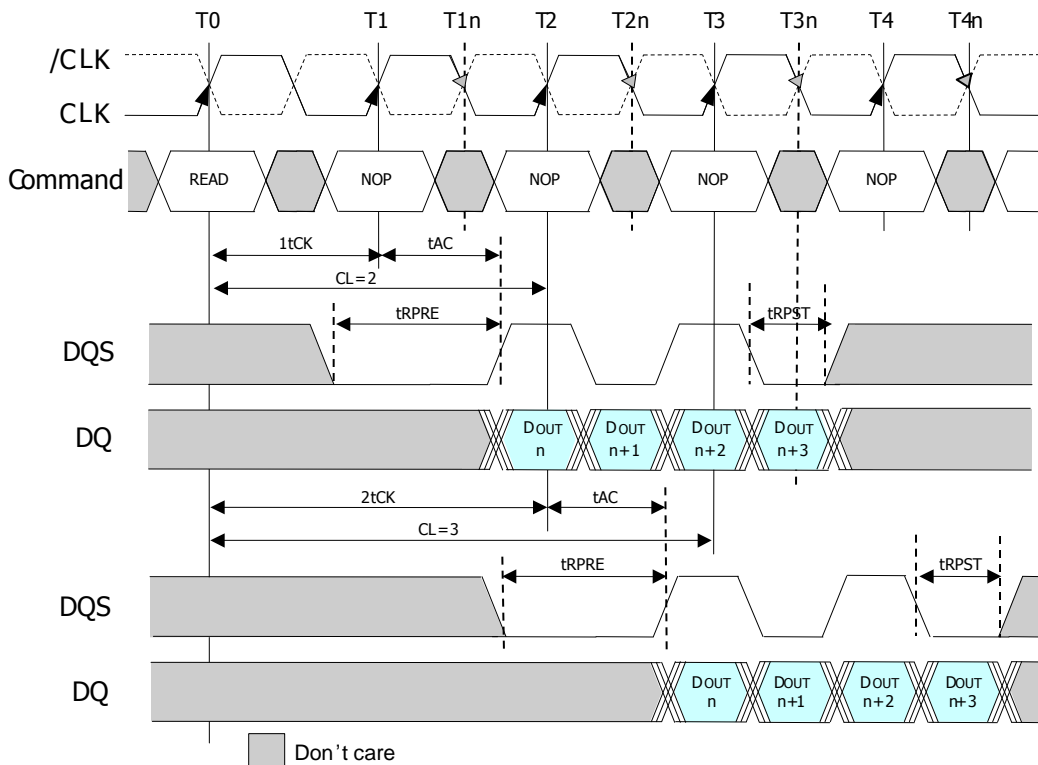 T0 T1 T1n T2 T2n T3 T3n T4 T4n
/CLK
CLK
Command READ NOP NOP NOP NOP
1tCK tAC
CL=2
tRPRE tRPST
DQS
DQ DOUT n DOUT n+1 DOUT n+2 DOUT n+3
2tCK tAC
CL=3
tRPRE tRPST
DQS
DQ DOUT n DOUT n+1 DOUT n+2 DOUT n+3
Don't care